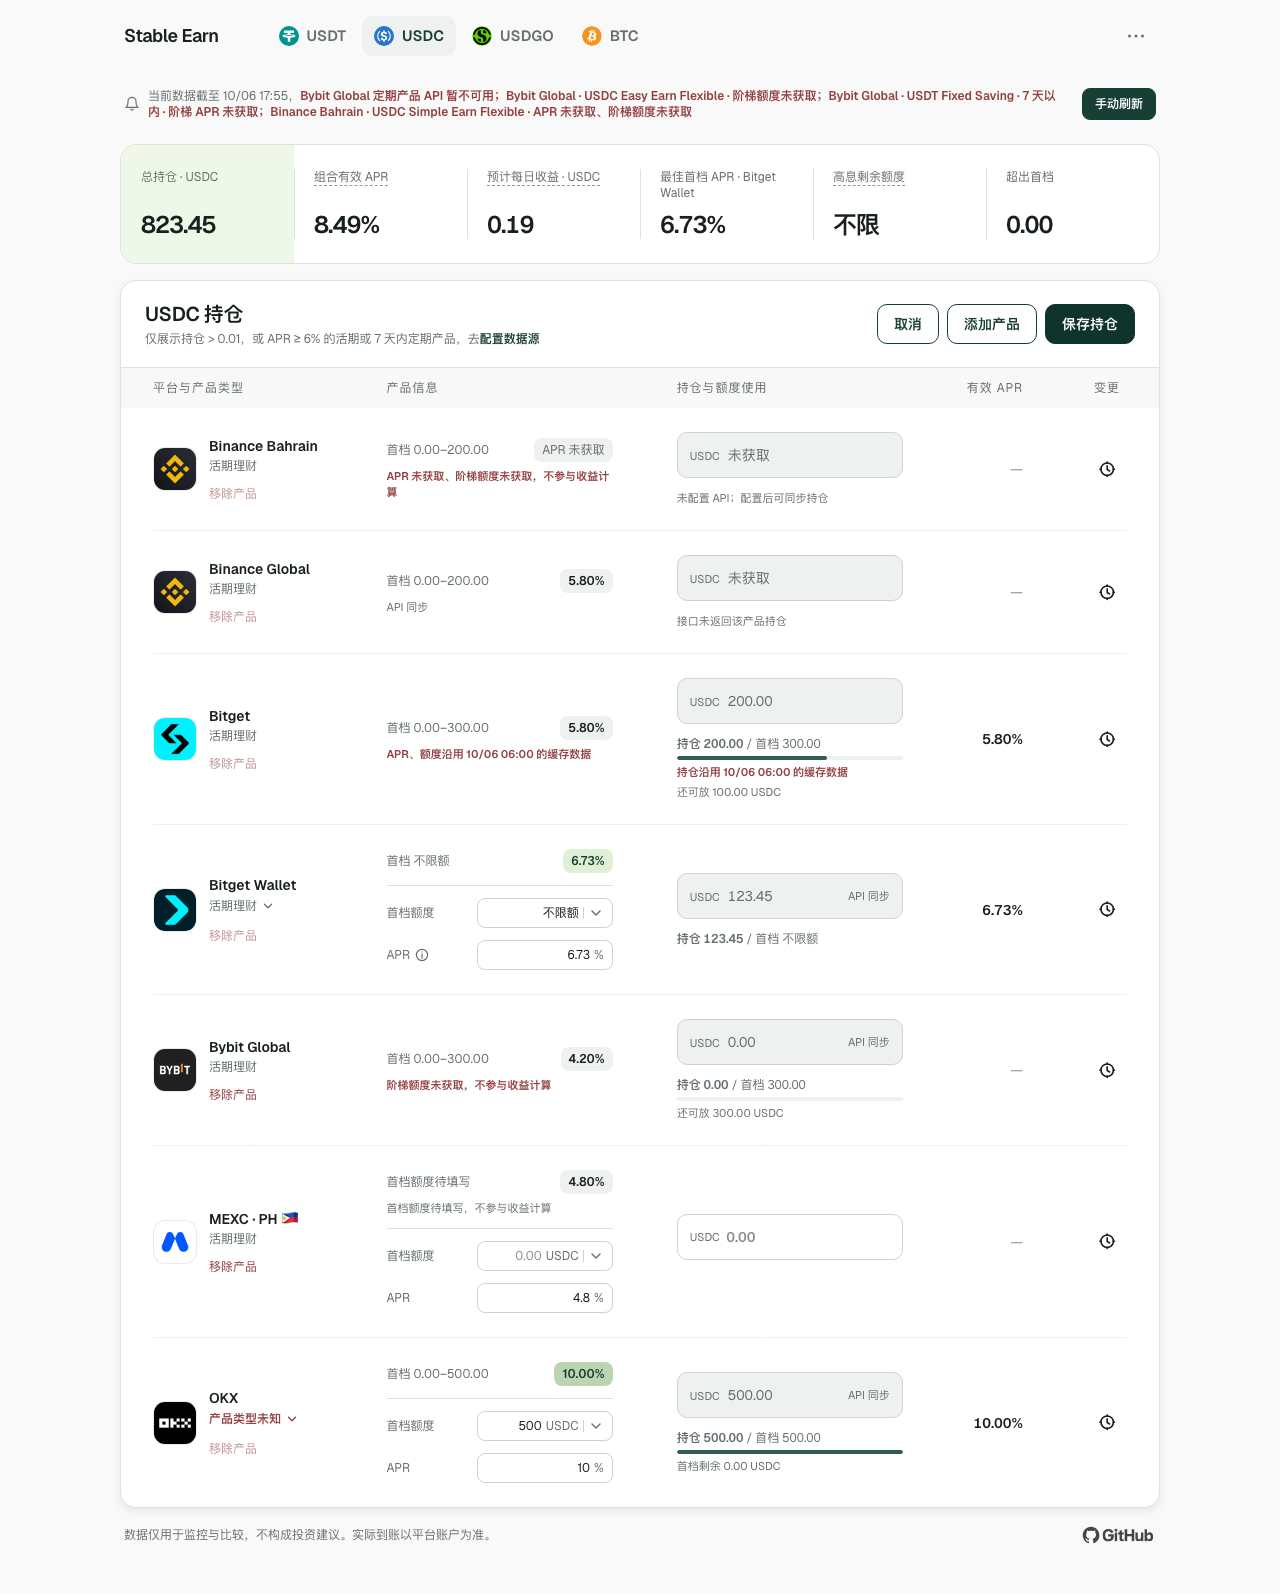 Stable Earn
USDT
USDC
USDGO
BTC
当前数据截至 10/06 17:55，Bybit Global 定期产品 API 暂不可用；Bybit Global · USDC Easy Earn Flexible · 阶梯额度未获取；Bybit Global · USDT Fixed Saving · 7 天以
内 · 阶梯 APR 未获取；Binance Bahrain · USDC Simple Earn Flexible · APR 未获取、阶梯额度未获取
手动刷新
总持仓 · USDC
823.45
组合有效 APR
8.49%
预计每日收益 · USDC
0.19
最佳首档 APR · Bitget
Wallet
6.73%
高息剩余额度
不限
超出首档
0.00
USDC 持仓
仅展示持仓 > 0.01，或 APR ≥ 6% 的活期或 7 天内定期产品，去配置数据源
取消
添加产品
保存持仓
平台与产品类型
产品信息
持仓与额度使用
有效 APR
变更
Binance Bahrain
活期理财
移除产品
首档 0.00–200.00
APR 未获取
APR 未获取、阶梯额度未获取，不参与收益计
算
USDC 未获取
未配置 API；配置后可同步持仓
—
Binance Global
活期理财
移除产品
首档 0.00–200.00
5.80%
API 同步
USDC 未获取
接口未返回该产品持仓
—
Bitget
活期理财
移除产品
首档 0.00–300.00
5.80%
APR、额度沿用 10/06 06:00 的缓存数据
USDC 200.00
持仓 200.00 / 首档 300.00
持仓沿用 10/06 06:00 的缓存数据
还可放 100.00 USDC
5.80%
Bitget Wallet
活期理财
移除产品
首档 不限额
6.73%
首档额度
不限额
APR
6.73 %
USDC 123.45
API 同步
持仓 123.45 / 首档 不限额
6.73%
BYBIT
Bybit Global
活期理财
移除产品
首档 0.00–300.00
4.20%
阶梯额度未获取，不参与收益计算
USDC 0.00
API 同步
持仓 0.00 / 首档 300.00
还可放 300.00 USDC
—
MEXC · PH
活期理财
移除产品
首档额度待填写
4.80%
首档额度待填写，不参与收益计算
首档额度
0.00 USDC
APR
4.8 %
USDC 0.00
—
OKX
OKX
产品类型未知
移除产品
首档 0.00–500.00
10.00%
首档额度
500 USDC
APR
10 %
USDC 500.00
API 同步
持仓 500.00 / 首档 500.00
首档剩余 0.00 USDC
10.00%
数据仅用于监控与比较，不构成投资建议。实际到账以平台账户为准。
GitHub